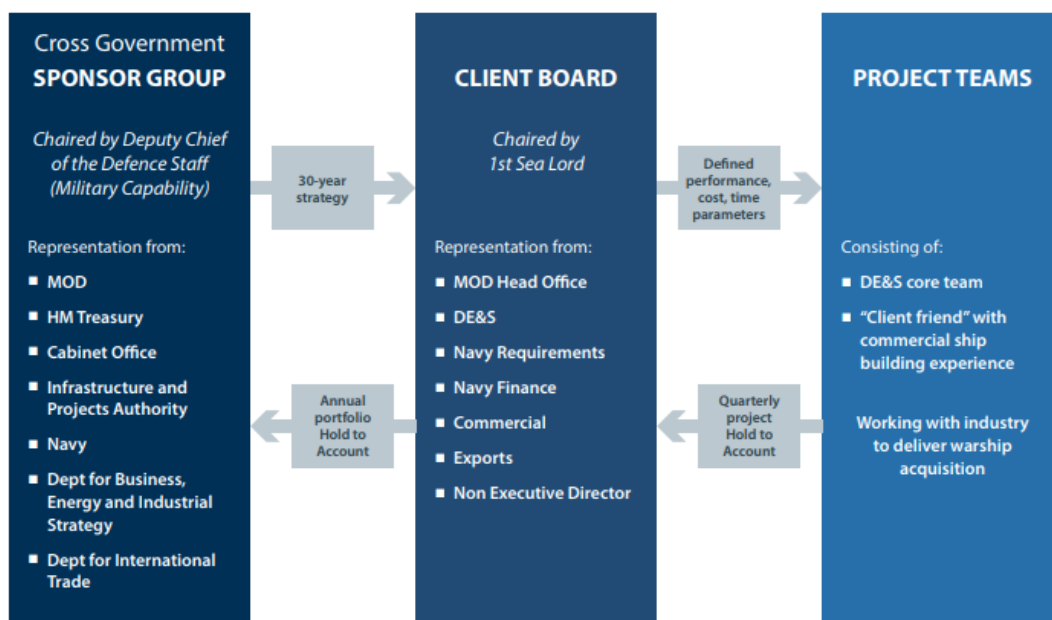 Cross Government
SPONSOR GROUP
Chaired by Deputy Chief
of the Defence Staff
(Military Capability)
Representation from:
■ MOD
■ HM Treasury
■ Cabinet Office
■ Infrastructure and
Projects Authority
■ Navy
■ Dept for Business,
Energy and Industrial
Strategy
■ Dept for International
Trade
30-year
strategy
Annual
portfolio
Hold to
Account
CLIENT BOARD
Chaired by
1st Sea Lord
Representation from:
■ MOD Head Office
■ DE&S
■ Navy Requirements
■ Navy Finance
■ Commercial
■ Exports
■ Non Executive Director
Defined
performance,
cost, time
parameters
Quarterly
project
Hold to
Account
PROJECT TEAMS
Consisting of:
■ DE&S core team
■ “Client friend” with
commercial ship
building experience
Working with industry
to deliver warship
acquisition